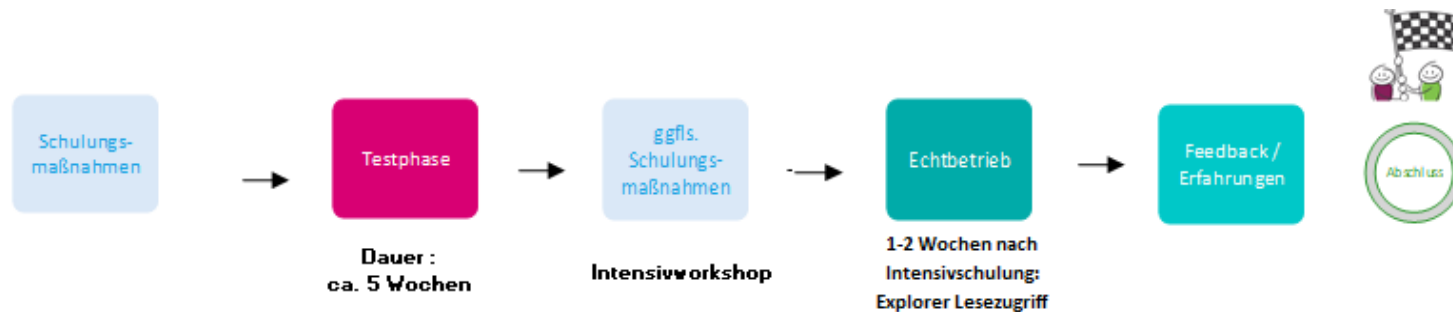 Schulungs-
maßnahmen
Testphase
Dauer :
ca. 5 Wochen
ggfls.
Schulungs-
maßnahmen
Intensivworkshop
Echtbetrieb
1-2 Wochen nach
Intensivschulung:
Explorer Lesezugriff
Feedback /
Erfahrungen
Abschluss